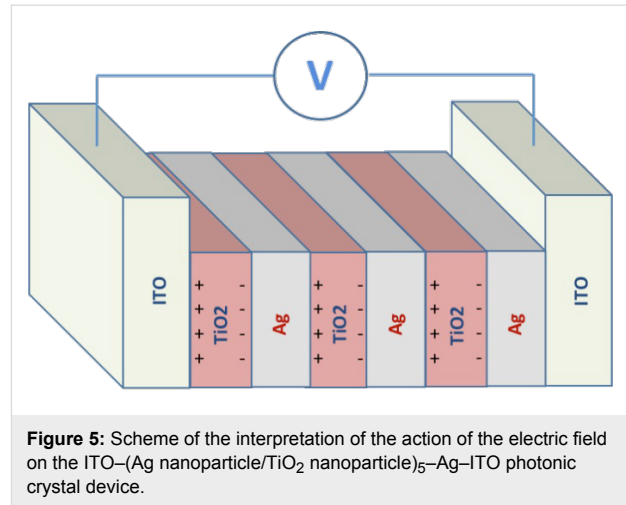 V
ITO
+ -
+ -
+ -
+ -
TiO2
Ag
+ -
+ -
+ -
+ -
TiO2
Ag
+ -
+ -
+ -
+ -
TiO2
Ag
ITO
Figure 5: Scheme of the interpretation of the action of the electric field
on the ITO–(Ag nanoparticle/TiO₂ nanoparticle)₅–Ag–ITO photonic
crystal device.